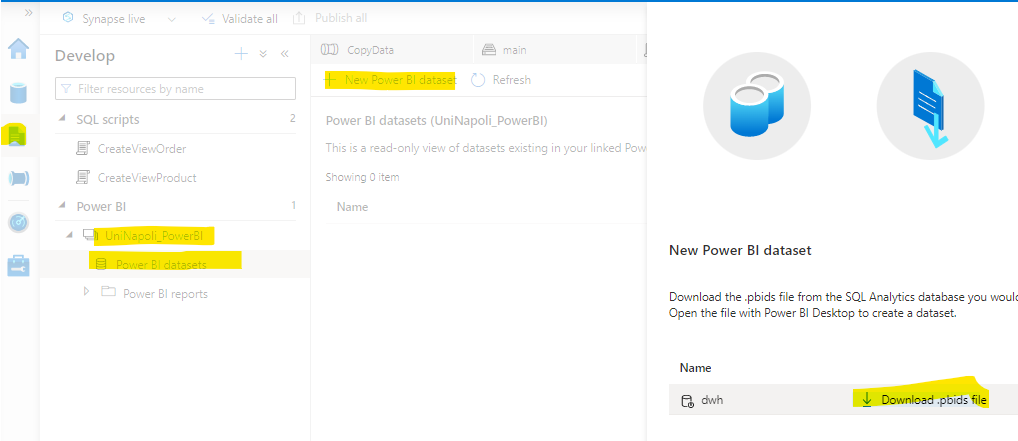 »
Synapse live
Validate all
Publish all
Develop
Filter resources by name
SQL scripts 2
CreateViewOrder
CreateViewProduct
Power BI 1
UniNapoli_PowerBI
Power BI datasets
Power BI reports
CopyData
main
New Power BI dataset
Refresh
Power BI datasets (UniNapoli_PowerBI)
This is a read-only view of datasets existing in your linked Pow
Showing 0 item
Name
New Power BI dataset
Download the .pbids file from the SQL Analytics database you would
Open the file with Power BI Desktop to create a dataset.
Name
dwh Download .pbids file